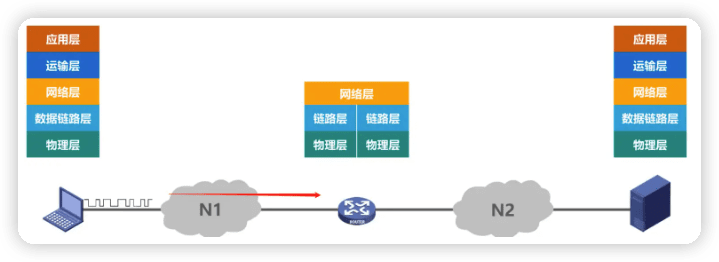 应用层
运输层
网络层
数据链路层
物理层
网络层
链路层 链路层
物理层 物理层
应用层
运输层
网络层
数据链路层
物理层
N1
ROUTER
N2